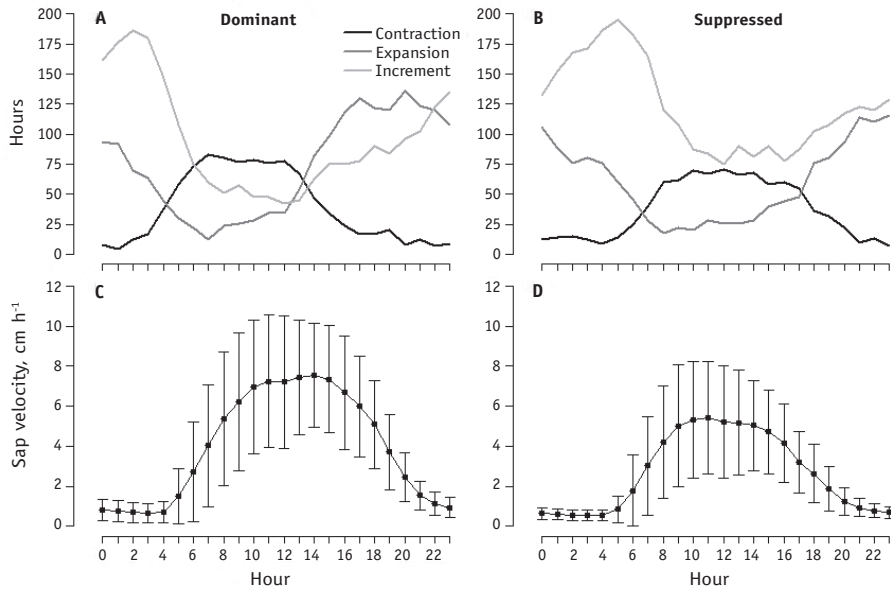 A Dominant
Contraction
Expansion
Increment
Hours
200
175
150
125
100
75
50
25
0
B Suppressed
200
175
150
125
100
75
50
25
0
C
Sap velocity, cm h⁻¹
12
10
8
6
4
2
0
0 2 4 6 8 10 12 14 16 18 20 22
Hour
D
12
10
8
6
4
2
0
0 2 4 6 8 10 12 14 16 18 20 22
Hour